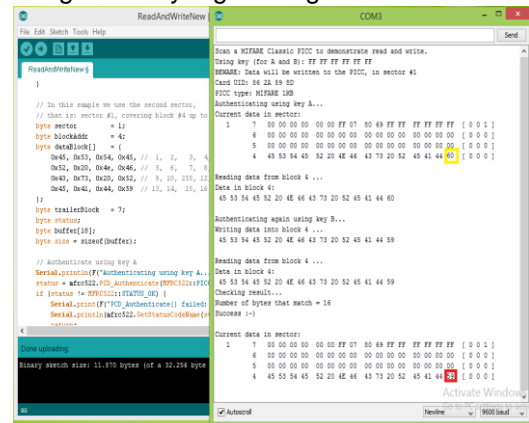 ReadAndWriteNew
File Edit Sketch Tools Help
ReadAndWriteNew §
}
// In this sample we use the second sector,
// that is: sector #1, covering block #4 up to
byte sector = 1;
byte blockAddr = 4;
byte dataBlock[] = {
0x45, 0x53, 0x54, 0x45, // 1, 2, 3, 4,
0x52, 0x20, 0x4e, 0x46, // 5, 6, 7, 8,
0x43, 0x73, 0x20, 0x52, // 9, 10, 255, 12,
0x45, 0x41, 0x44, 0x59 // 13, 14, 15, 16
};
byte trailerBlock = 7;
byte status;
byte buffer[18];
byte size = sizeof(buffer);
// Authenticate using key A
Serial.println(F("Authenticating using key A...
status = mfrc522.PCD_Authenticate(MFRC522::PICC
if (status != MFRC522::STATUS_OK) {
Serial.print(F("PCD_Authenticate() failed:
Serial.println(mfrc522.GetStatusCodeName(st
return;
Done uploading
Binary sketch size: 11.870 bytes (of a 32.256 byte
99
COM3
Send
Scan a MIFARE Classic PICC to demonstrate read and write.
Using key (for A and B): FF FF FF FF FF FF
BEWARE: Data will be written to the PICC, in sector #1
Card UID: 86 2A 89 8D
PICC type: MIFARE 1KB
Authenticating using key A...
Current data in sector:
1 7 00 00 00 00 00 00 FF 07 80 69 FF FF FF FF FF FF [ 0 0 1 ]
6 00 00 00 00 00 00 00 00 00 00 00 00 00 00 00 00 [ 0 0 0 ]
5 00 00 00 00 00 00 00 00 00 00 00 00 00 00 00 00 [ 0 0 0 ]
4 45 53 54 45 52 20 4E 46 43 73 20 52 45 41 44 60 [ 0 0 0 ]
Reading data from block 4 ...
Data in block 4:
45 53 54 45 52 20 4E 46 43 73 20 52 45 41 44 60
Authenticating again using key B...
Writing data into block 4 ...
45 53 54 45 52 20 4E 46 43 73 20 52 45 41 44 59
Reading data from block 4 ...
Data in block 4:
45 53 54 45 52 20 4E 46 43 73 20 52 45 41 44 59
Checking result...
Number of bytes that match = 16
Success :-)
Current data in sector:
1 7 00 00 00 00 00 00 FF 07 80 69 FF FF FF FF FF FF [ 0 0 1 ]
6 00 00 00 00 00 00 00 00 00 00 00 00 00 00 00 00 [ 0 0 0 ]
5 00 00 00 00 00 00 00 00 00 00 00 00 00 00 00 00 [ 0 0 0 ]
4 45 53 54 45 52 20 4E 46 43 73 20 52 45 41 44 59 [ 0 0 0 ]
Activate Window
Autoscroll
Newline
9600 baud